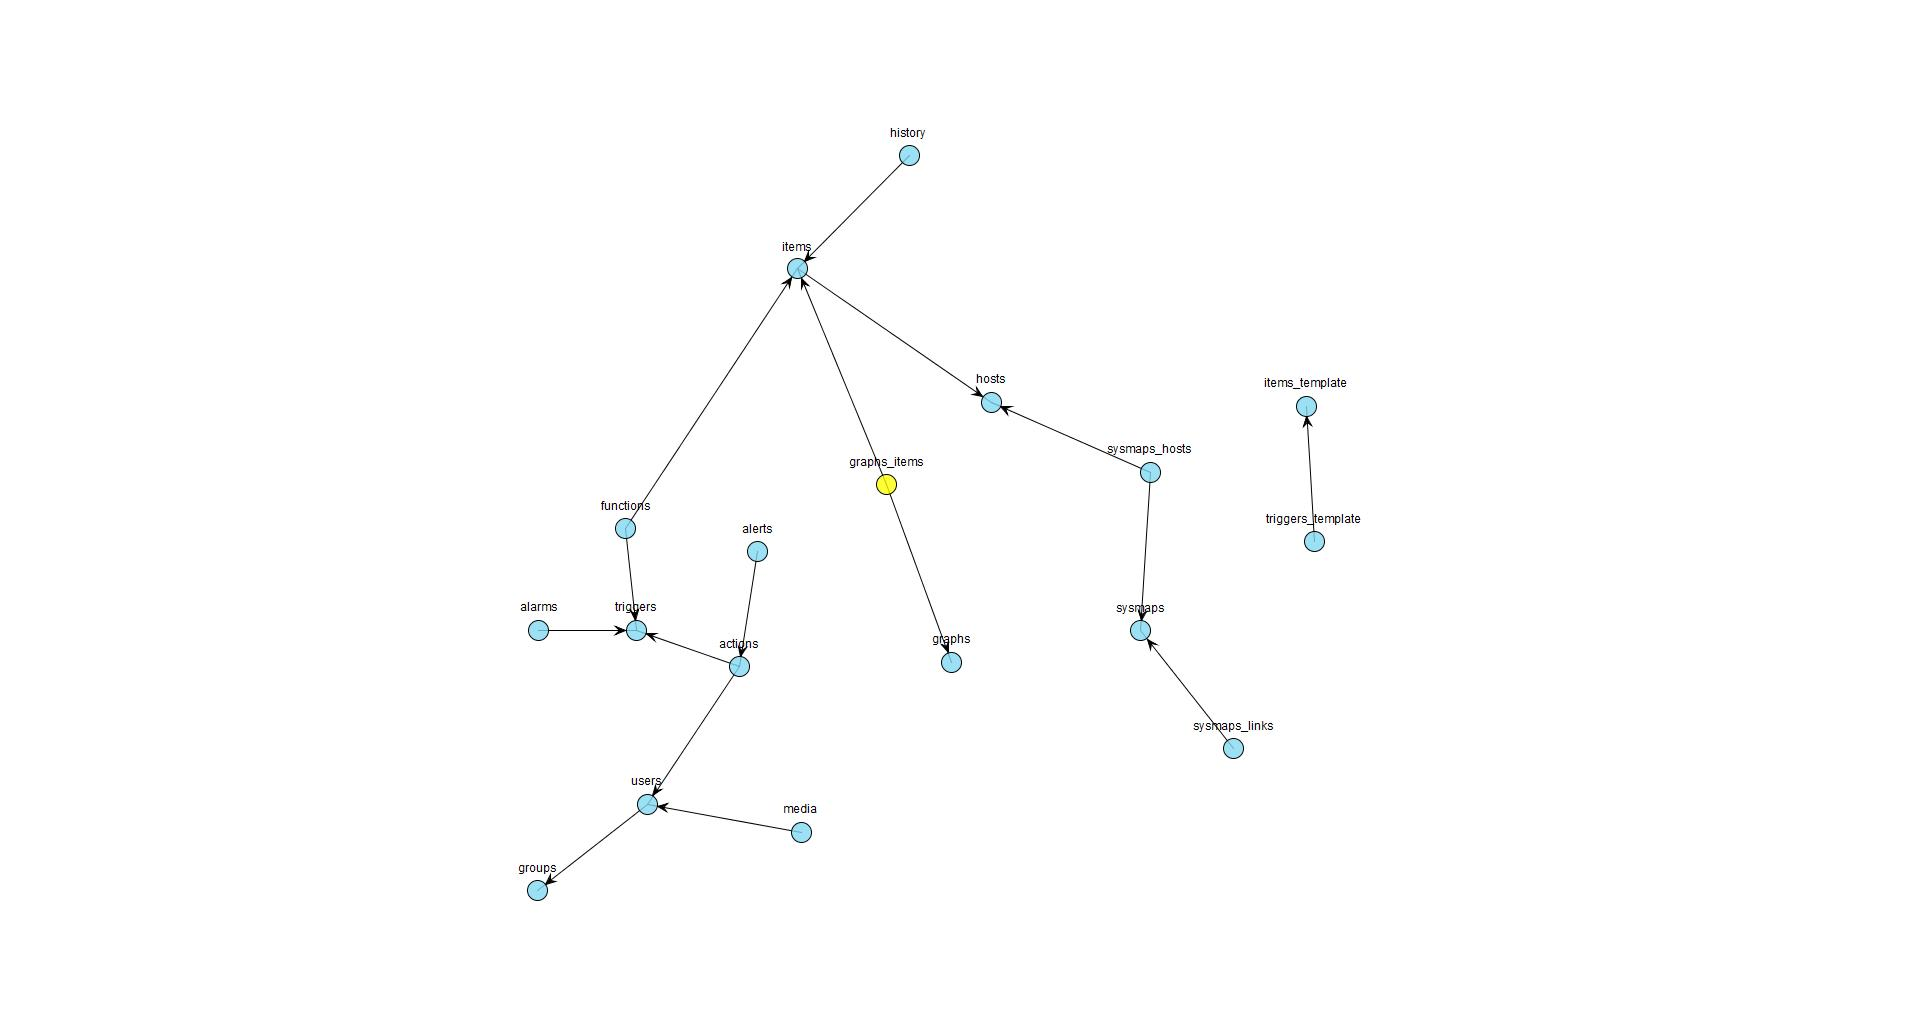 history
items
hosts
items_template
sysmaps_hosts
graphs_items
functions
triggers_template
alerts
alarms
triggers
sysmaps
graphs
actions
sysmaps_links
users
media
groups